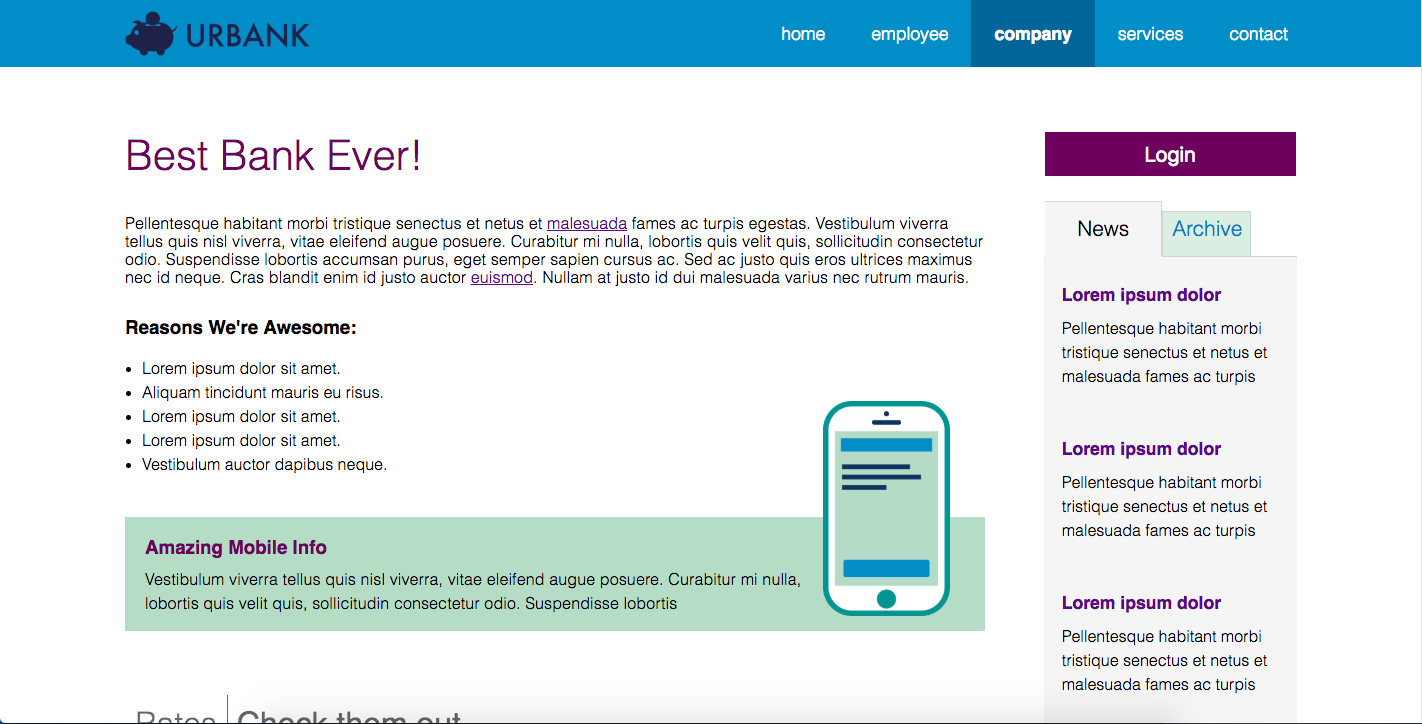 URBANK
home employee company services contact
Best Bank Ever!
Pellentesque habitant morbi tristique senectus et netus et malesuada fames ac turpis egestas. Vestibulum viverra
tellus quis nisl viverra, vitae eleifend augue posuere. Curabitur mi nulla, lobortis quis velit quis, sollicitudin consectetur
odio. Suspendisse lobortis accumsan purus, eget semper sapien cursus ac. Sed ac justo quis eros ultrices maximus
nec id neque. Cras blandit enim id justo auctor euismod. Nullam at justo id dui malesuada varius nec rutrum mauris.
Reasons We're Awesome:
• Lorem ipsum dolor sit amet.
• Aliquam tincidunt mauris eu risus.
• Lorem ipsum dolor sit amet.
• Lorem ipsum dolor sit amet.
• Vestibulum auctor dapibus neque.
Amazing Mobile Info
Vestibulum viverra tellus quis nisl viverra, vitae eleifend augue posuere. Curabitur mi nulla,
lobortis quis velit quis, sollicitudin consectetur odio. Suspendisse lobortis
Rates Check them out
Login
News Archive
Lorem ipsum dolor
Pellentesque habitant morbi
tristique senectus et netus et
malesuada fames ac turpis
Lorem ipsum dolor
Pellentesque habitant morbi
tristique senectus et netus et
malesuada fames ac turpis
Lorem ipsum dolor
Pellentesque habitant morbi
tristique senectus et netus et
malesuada fames ac turpis